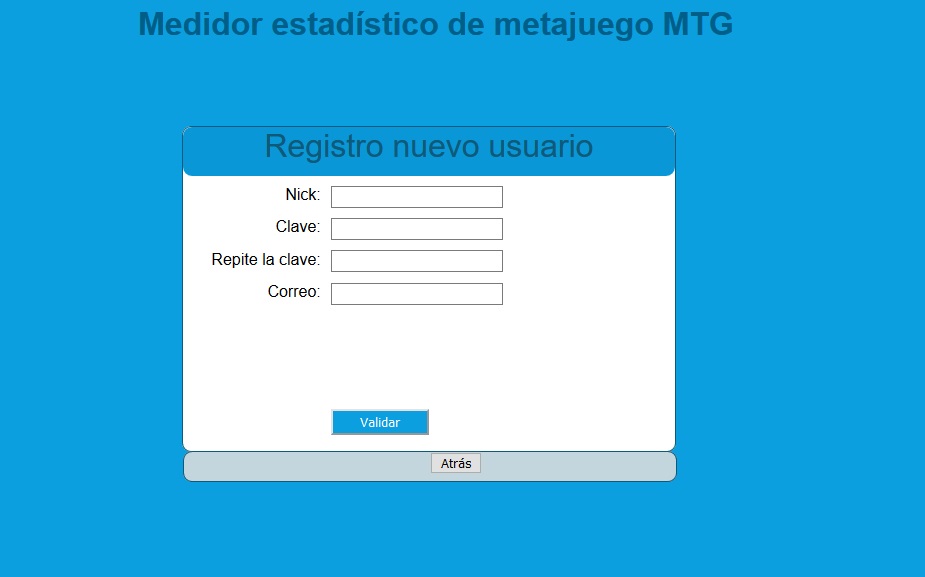 Medidor estadístico de metajuego MTG
Registro nuevo usuario
Nick:
Clave:
Repite la clave:
Correo:
Validar
Atrás